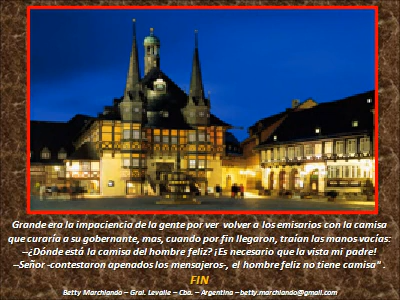 Grande era la impaciencia de la gente por ver volver a los emisarios con la camisa
que curaría a su gobernante, mas, cuando por fin llegaron, traían las manos vacías:
--¿Dónde está la camisa del hombre feliz? ¡Es necesario que la vista mi padre!
--Señor -contestaron apenados los mensajeros-, el hombre feliz no tiene camisa" .
FIN
Betty Marchiando – Gral. Levalle – Cba. – Argentina – betty.marchiando@gmail.com